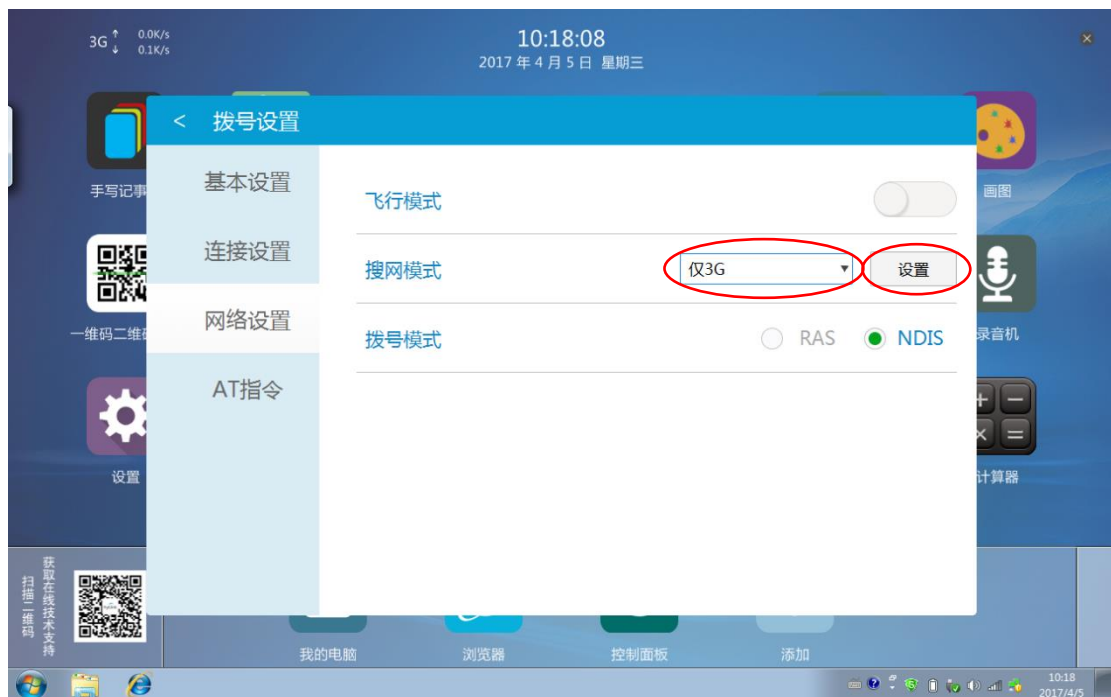 3G ↑ 0.0K/s
↓ 0.1K/s
10:18:08
2017 年 4 月 5 日 星期三
< 拨号设置
基本设置
连接设置
网络设置
AT指令
飞行模式
搜网模式
仅3G
设置
拨号模式
RAS
NDIS
手写记事
一维码二维
设置
画图
录音机
计算器
扫描二维码
获取在线技术支持
我的电脑
浏览器
控制面板
添加
10:18
2017/4/5